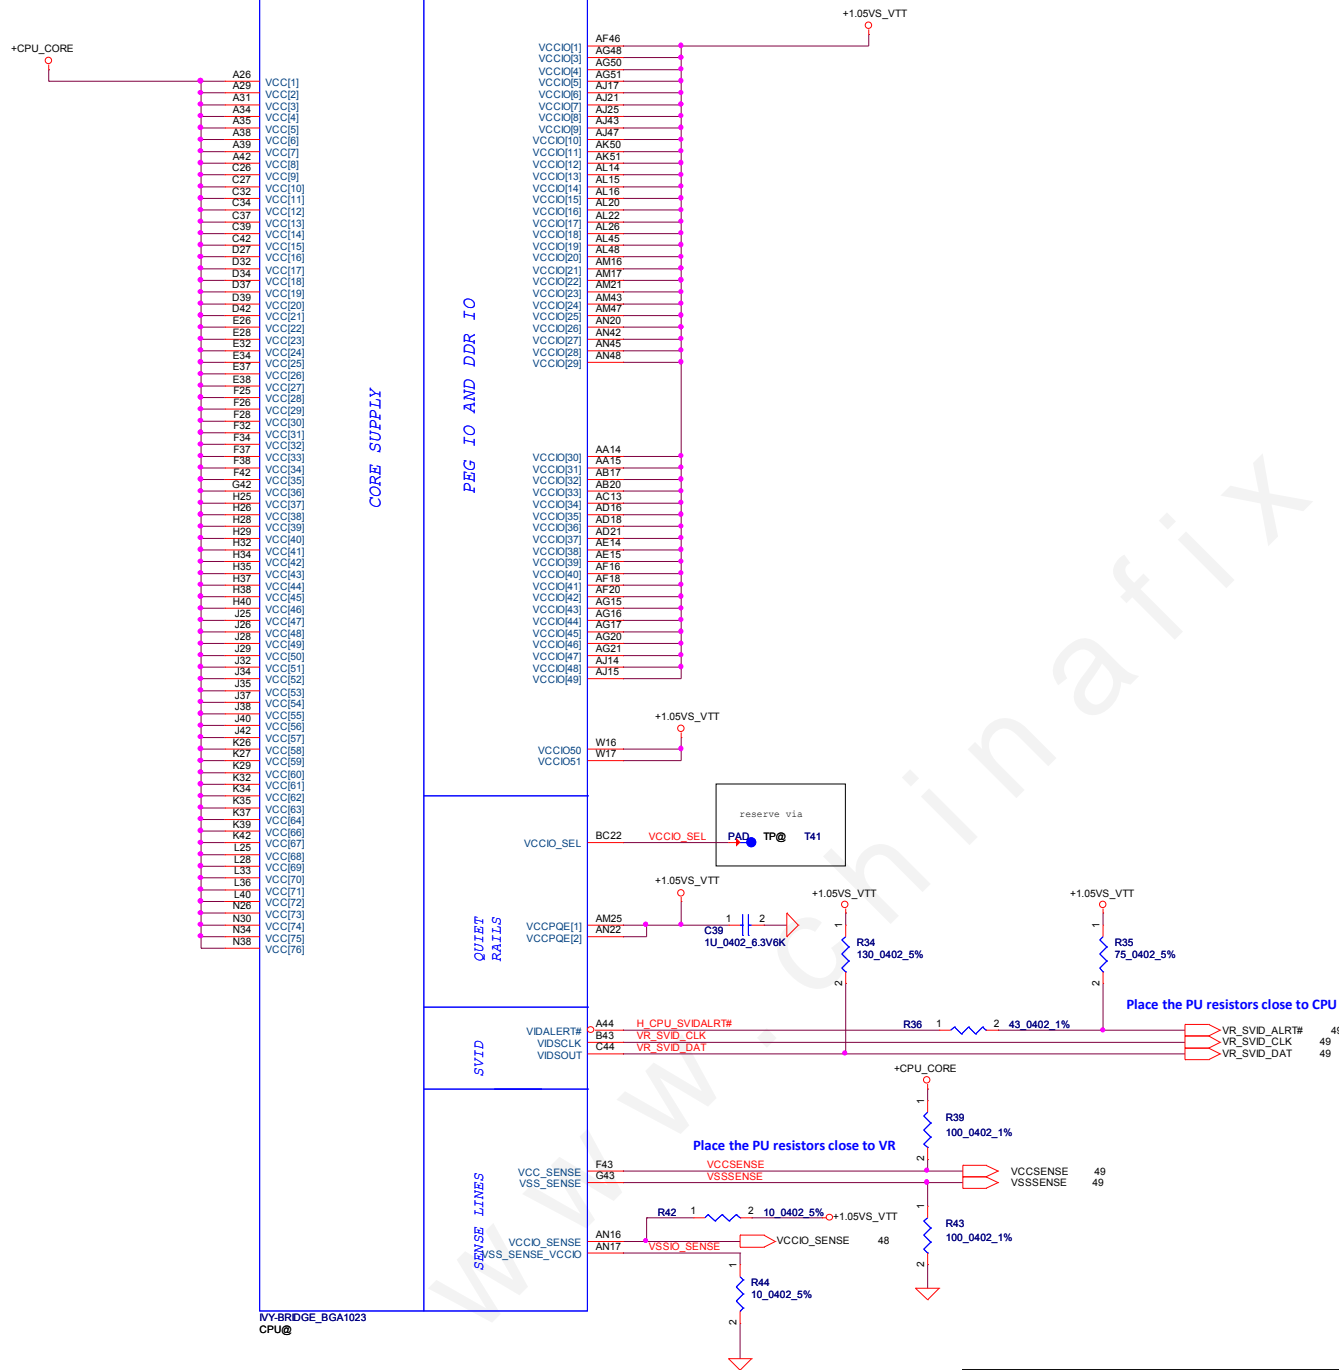 +1.05VS_VTT
+CPU_CORE
A26 VCC[1]
A29 VCC[2]
A31 VCC[3]
A34 VCC[4]
A35 VCC[5]
A38 VCC[6]
A39 VCC[7]
A42 VCC[8]
C26 VCC[9]
C27 VCC[10]
C32 VCC[11]
C34 VCC[12]
C37 VCC[13]
C39 VCC[14]
C42 VCC[15]
D27 VCC[16]
D32 VCC[17]
D34 VCC[18]
D37 VCC[19]
D39 VCC[20]
D42 VCC[21]
E26 VCC[22]
E28 VCC[23]
E32 VCC[24]
E34 VCC[25]
E37 VCC[26]
E38 VCC[27]
F25 VCC[28]
F26 VCC[29]
F28 VCC[30]
F32 VCC[31]
F34 VCC[32]
F37 VCC[33]
F38 VCC[34]
F42 VCC[35]
G42 VCC[36]
H25 VCC[37]
H26 VCC[38]
H28 VCC[39]
H29 VCC[40]
H32 VCC[41]
H34 VCC[42]
H35 VCC[43]
H37 VCC[44]
H38 VCC[45]
H40 VCC[46]
J25 VCC[47]
J26 VCC[48]
J28 VCC[49]
J29 VCC[50]
J32 VCC[51]
J34 VCC[52]
J35 VCC[53]
J37 VCC[54]
J38 VCC[55]
J40 VCC[56]
J42 VCC[57]
K26 VCC[58]
K27 VCC[59]
K29 VCC[60]
K32 VCC[61]
K34 VCC[62]
K35 VCC[63]
K37 VCC[64]
K39 VCC[66]
K42 VCC[67]
L25 VCC[68]
L28 VCC[69]
L33 VCC[70]
L36 VCC[71]
L40 VCC[72]
N26 VCC[73]
N30 VCC[74]
N34 VCC[75]
N38 VCC[76]
CORE SUPPLY
PEG IO AND DDR IO
VCCIO[1] AF46
VCCIO[3] AG48
VCCIO[4] AG50
VCCIO[5] AG51
VCCIO[6] AJ17
VCCIO[7] AJ21
VCCIO[8] AJ25
VCCIO[9] AJ43
VCCIO[10] AJ47
VCCIO[11] AK50
VCCIO[12] AK51
VCCIO[13] AL14
VCCIO[14] AL15
VCCIO[15] AL16
VCCIO[16] AL20
VCCIO[17] AL22
VCCIO[18] AL26
VCCIO[19] AL45
VCCIO[20] AL48
VCCIO[21] AM16
VCCIO[22] AM17
VCCIO[23] AM21
VCCIO[24] AM43
VCCIO[25] AM47
VCCIO[26] AN20
VCCIO[27] AN42
VCCIO[28] AN45
VCCIO[29] AN48
VCCIO[30] AA14
VCCIO[31] AA15
VCCIO[32] AB17
VCCIO[33] AB20
VCCIO[34] AC13
VCCIO[35] AD16
VCCIO[36] AD18
VCCIO[37] AD21
VCCIO[38] AE14
VCCIO[39] AE15
VCCIO[40] AF16
VCCIO[41] AF18
VCCIO[42] AF20
VCCIO[43] AG15
VCCIO[44] AG16
VCCIO[45] AG17
VCCIO[46] AG20
VCCIO[47] AG21
VCCIO[48] AJ14
VCCIO[49] AJ15
+1.05VS_VTT
VCCIO50 W16
VCCIO51 W17
reserve via
VCCIO_SEL BC22 VCCIO_SEL PAD TP@ T41
QUIET RAILS
+1.05VS_VTT
VCCPQE[1] AM25
VCCPQE[2] AN22
1 2
C39
1U_0402_6.3V6K
+1.05VS_VTT
1
R34
130_0402_5%
2
+1.05VS_VTT
1
R35
75_0402_5%
2
Place the PU resistors close to CPU
SVID
VIDALERT# A44 H_CPU_SVIDALRT# R36 1 2 43_0402_1% VR_SVID_ALRT# 49
VIDSCLK B43 VR_SVID_CLK VR_SVID_CLK 49
VIDSOUT C44 VR_SVID_DAT VR_SVID_DAT 49
+CPU_CORE
1
R39
100_0402_1%
2
Place the PU resistors close to VR
SENSE LINES
VCC_SENSE F43 VCCSENSE VCCSENSE 49
VSS_SENSE G43 VSSSENSE VSSSENSE 49
1
R43
100_0402_1%
2
R42 1 2 10_0402_5% +1.05VS_VTT
VCCIO_SENSE AN16 VCCIO_SENSE 48
VSS_SENSE_VCCIO AN17 VSSIO_SENSE
1
R44
10_0402_5%
2
IVY-BRIDGE_BGA1023
CPU@
www.chinafix